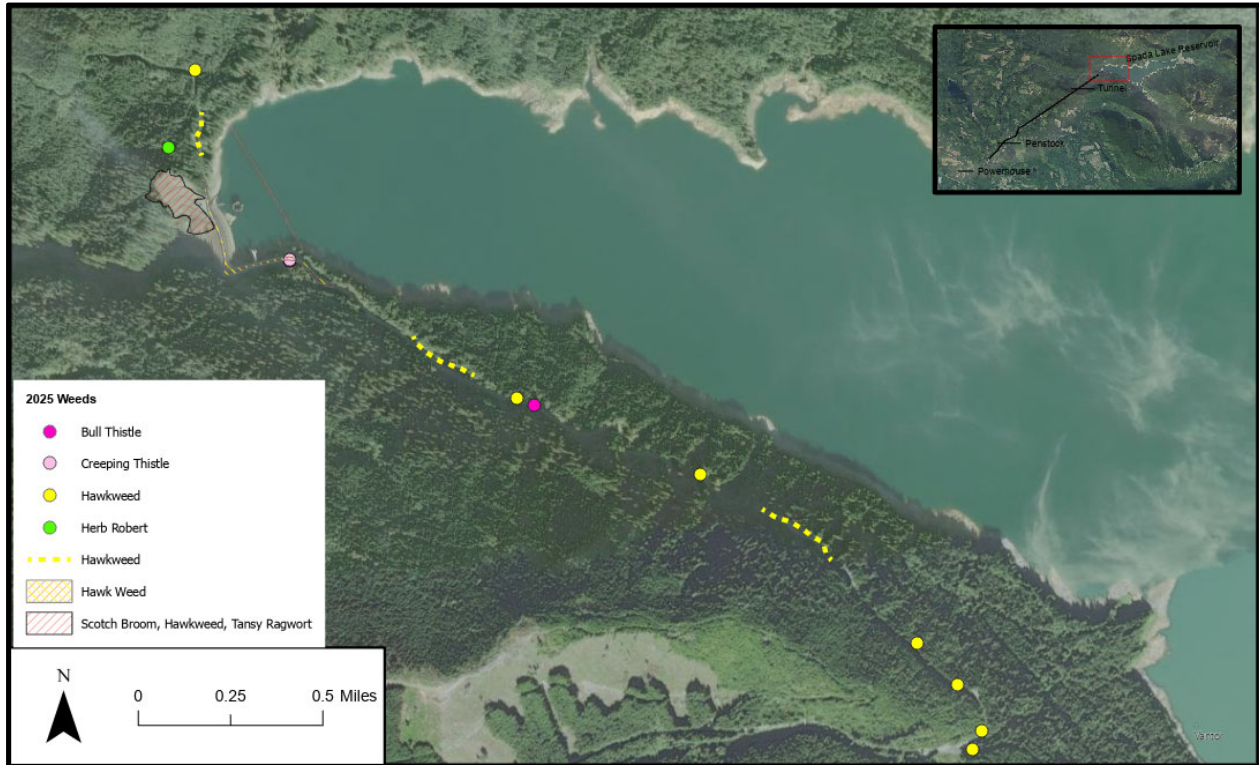 Spada Lake Reservoir
Tunnel
Penstock
Powerhouse
2025 Weeds
Bull Thistle
Creeping Thistle
Hawkweed
Herb Robert
Hawkweed
Hawk Weed
Scotch Broom, Hawkweed, Tansy Ragwort
N
0 0.25 0.5 Miles
Vantor